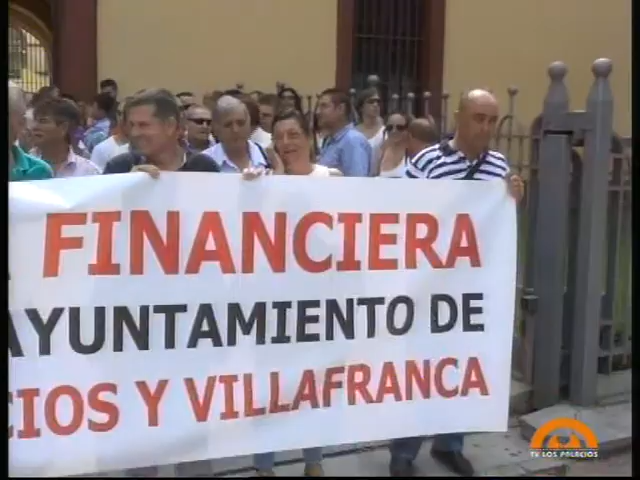 FINANCIERA
AYUNTAMIENTO DE
CIOS Y VILLAFRANCA
TV LOS PALACIOS